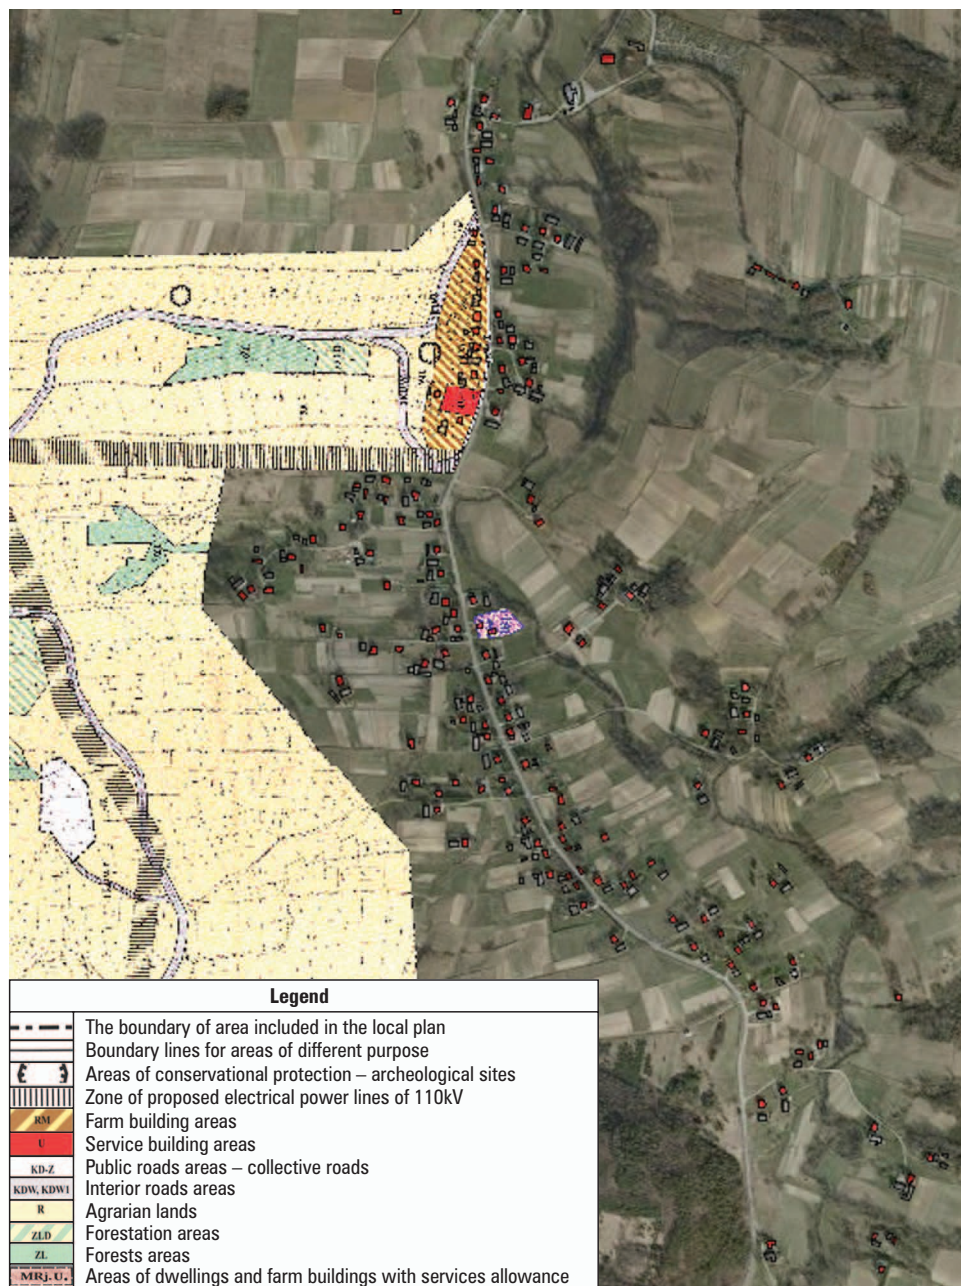 Legend
The boundary of area included in the local plan
Boundary lines for areas of different purpose
Areas of conservational protection – archeological sites
Zone of proposed electrical power lines of 110kV
RM Farm building areas
U Service building areas
KD-Z Public roads areas – collective roads
KDW, KDW1 Interior roads areas
R Agrarian lands
ZLD Forestation areas
ZL Forests areas
MRj.U. Areas of dwellings and farm buildings with services allowance